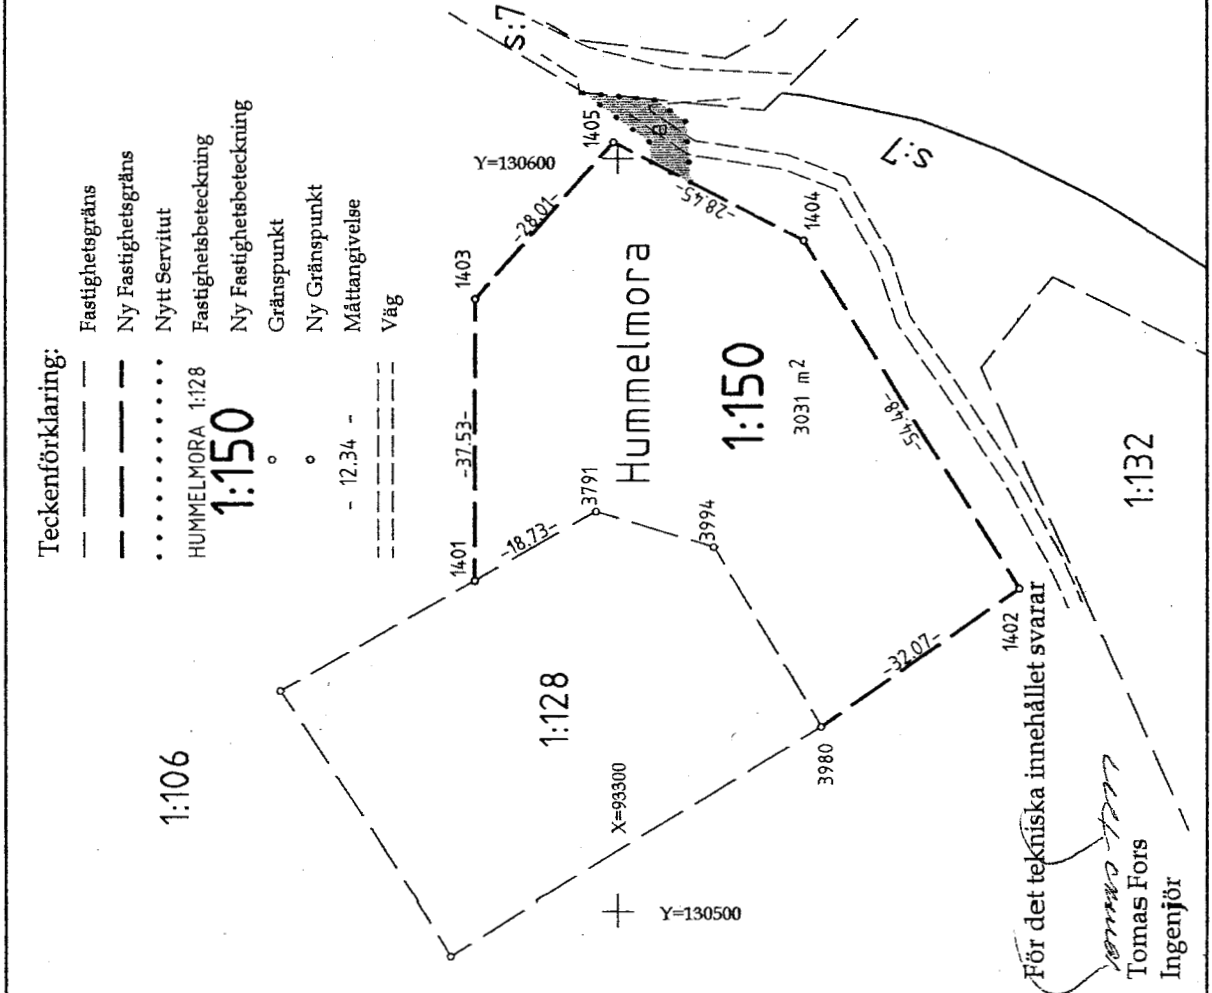 Teckenförklaring:
Fastighetsgräns
Ny Fastighetsgräns
Nytt Servitut
HUMMELMORA 1:128 Fastighetsbeteckning
1:150 Ny Fastighetsbeteckning
Gränspunkt
Ny Gränspunkt
- 12.34 - Måttangivelse
Väg
1:106
1401
-37.53-
1403
-28.01-
Y=130600
1405
s:7
-18.73-
3791
Hummelmora
a
-28.45-
1:128
3994
1:150
3031 m²
1404
s:7
X=93300
Y=130500
3980
-32.07-
-54.48-
1402
1:132
För det tekniska innehållet svarar
Tomas Fors
Ingenjör